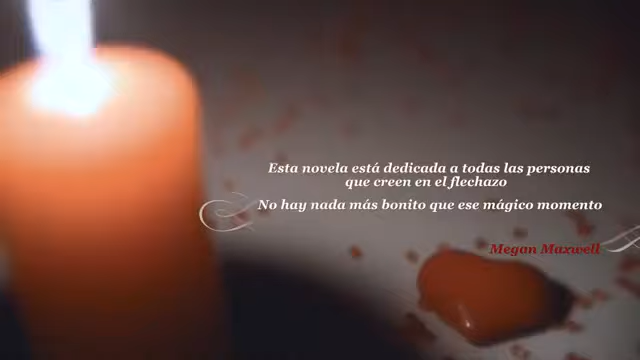 Esta novela está dedicada a todas las personas
que creen en el flechazo
No hay nada más bonito que ese mágico momento
Megan Maxwell